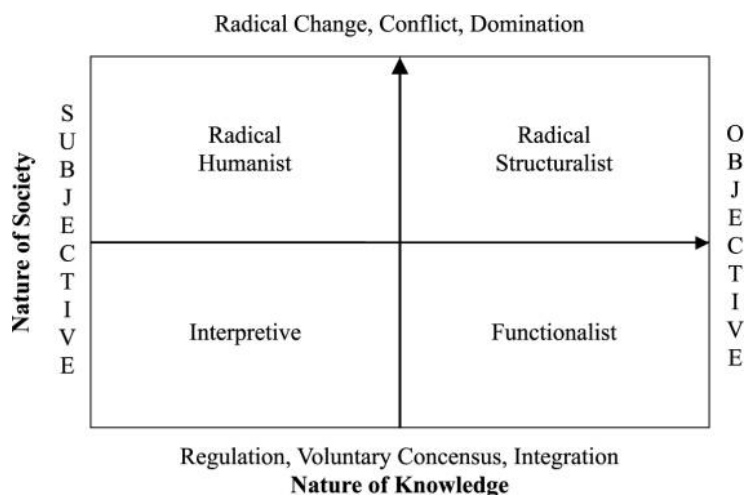 Radical Change, Conflict, Domination
Nature of Society
SUBJECTIVE
Radical
Humanist
Radical
Structuralist
OBJECTIVE
Interpretive
Functionalist
Regulation, Voluntary Concensus, Integration
Nature of Knowledge